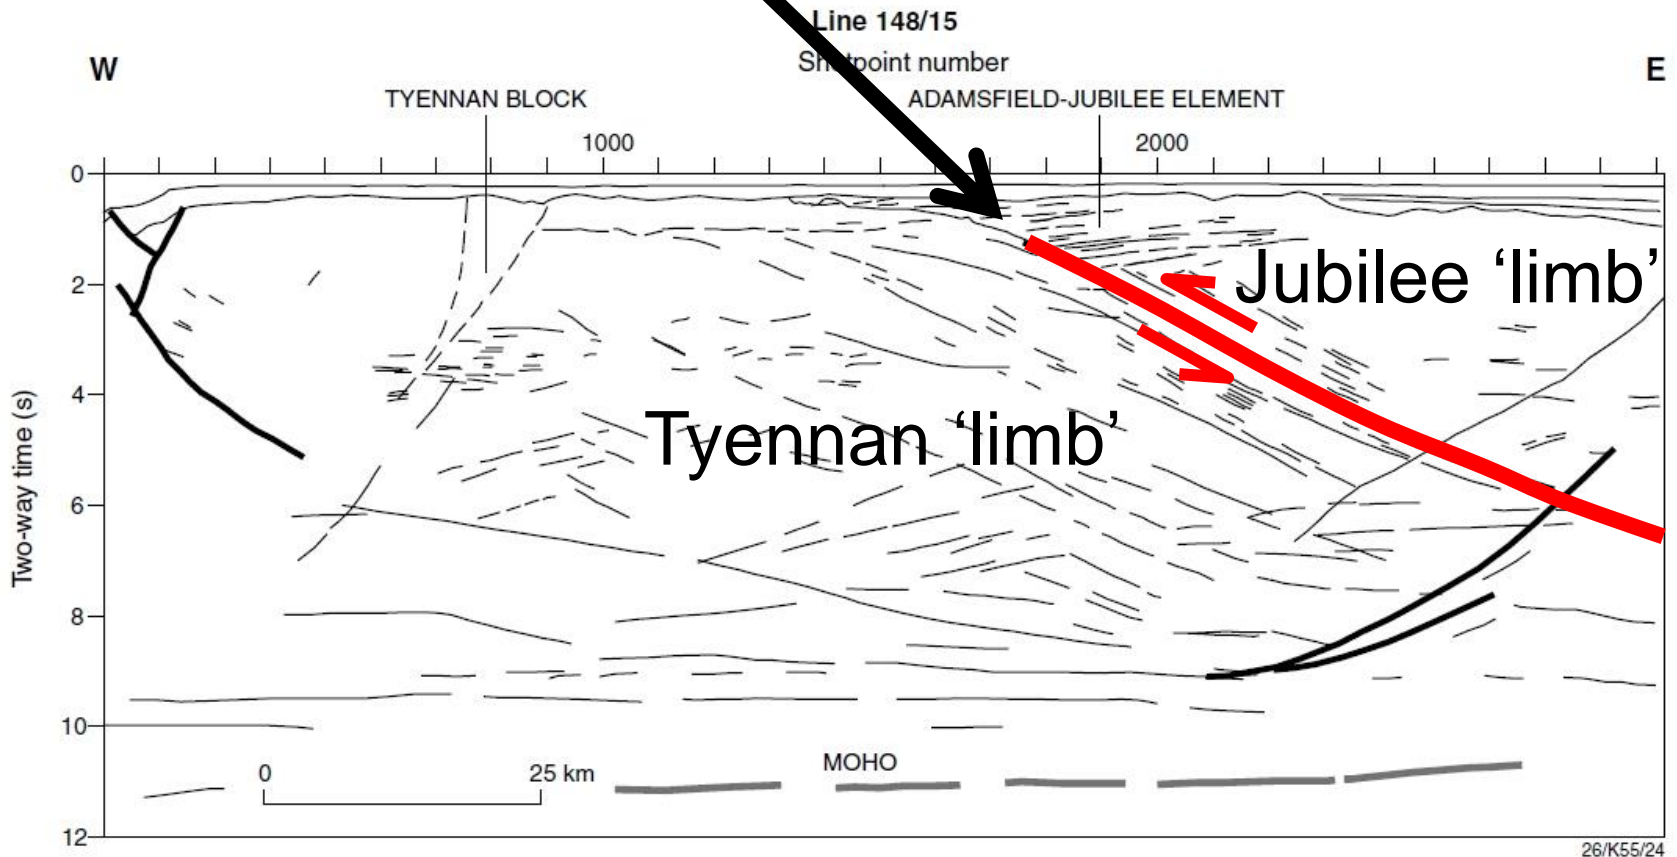 Line 148/15
Shotpoint number
W
E
TYENNAN BLOCK
ADAMSFIELD-JUBILEE ELEMENT
1000
2000
0
2
4
6
8
10
12
Two-way time (s)
Jubilee ‘limb’
Tyennan ‘limb’
MOHO
0
25 km
26/K55/24